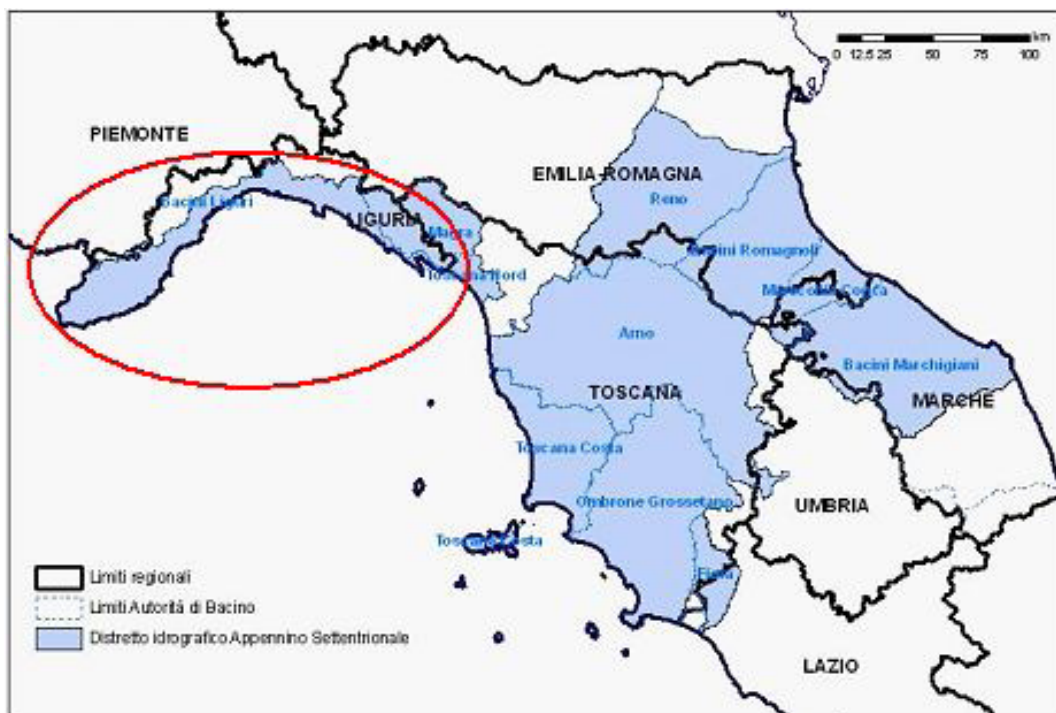 km
0 12.5 25 50 75 100
PIEMONTE
EMILIA-ROMAGNA
Bacini Liguri
Reno
LIGURIA
Magra
Bacini Romagnoli
Toscana Nord
Marecchia Conca
Arno
Bacini Marchigiani
TOSCANA
MARCHE
Toscana Costa
Ombrone Grossetano
UMBRIA
Toscana Costa
Fiora
Limiti regionali
Limiti Autorità di Bacino
Distretto idrografico Appennino Settentrionale
LAZIO